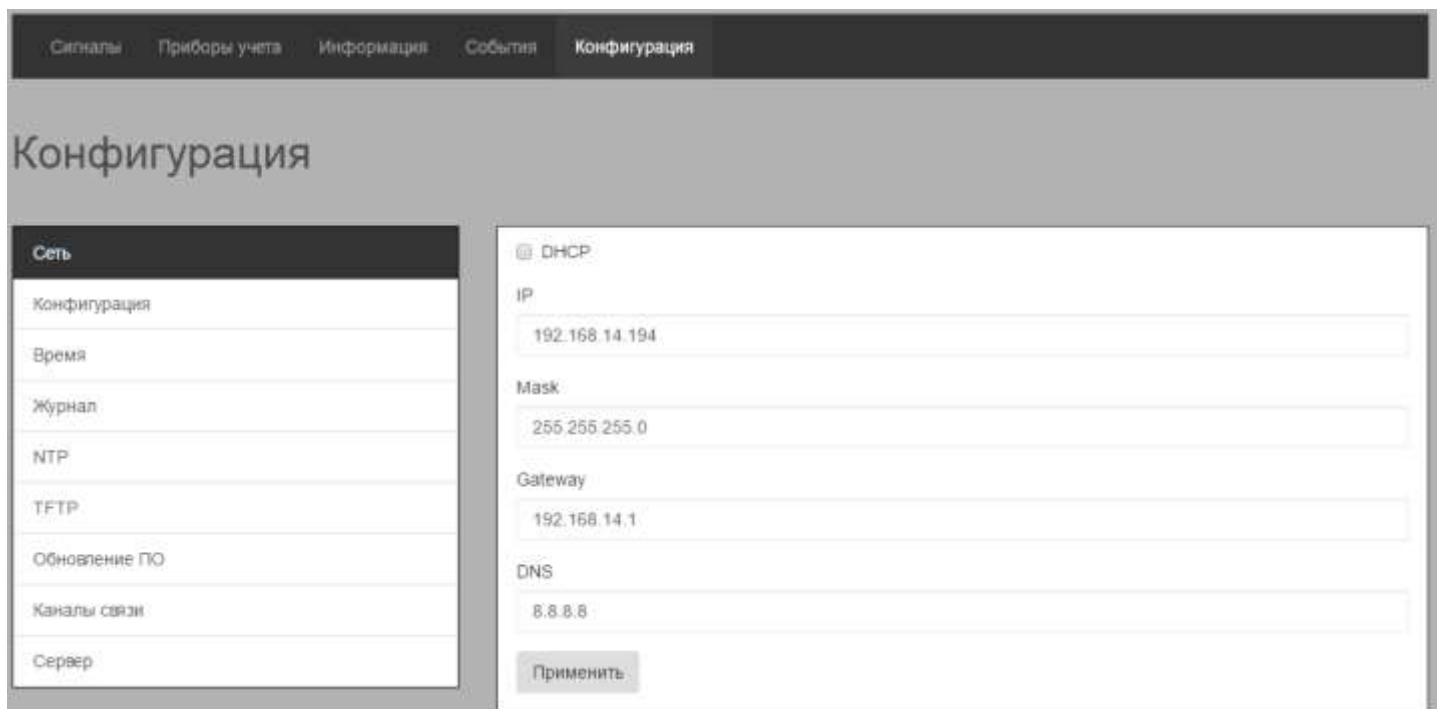 Сигналы Приборы учета Информация События Конфигурация
Конфигурация
Сеть
Конфигурация
Время
Журнал
NTP
TFTP
Обновление ПО
Каналы связи
Сервер
DHCP
IP
192.168.14.194
Mask
255.255.255.0
Gateway
192.168.14.1
DNS
8.8.8.8
Применить